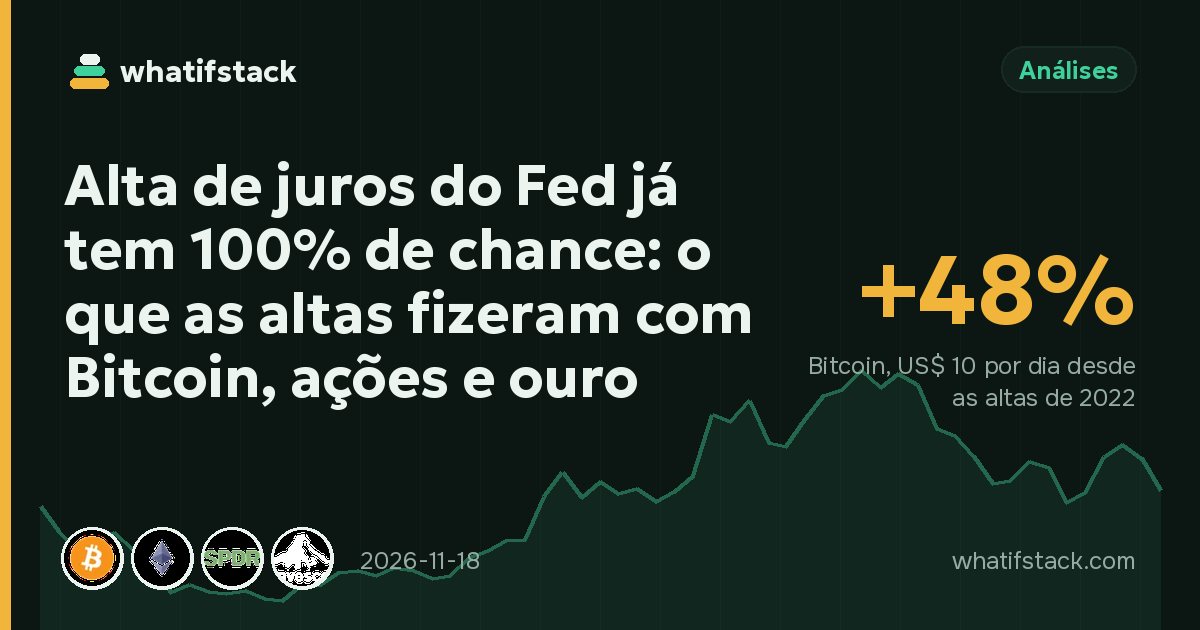 whatifstack
Análises
Alta de juros do Fed já
tem 100% de chance: o
que as altas fizeram com
Bitcoin, ações e ouro
+48%
Bitcoin, US$ 10 por dia desde
as altas de 2022
SPDR
2026-11-18
whatifstack.com